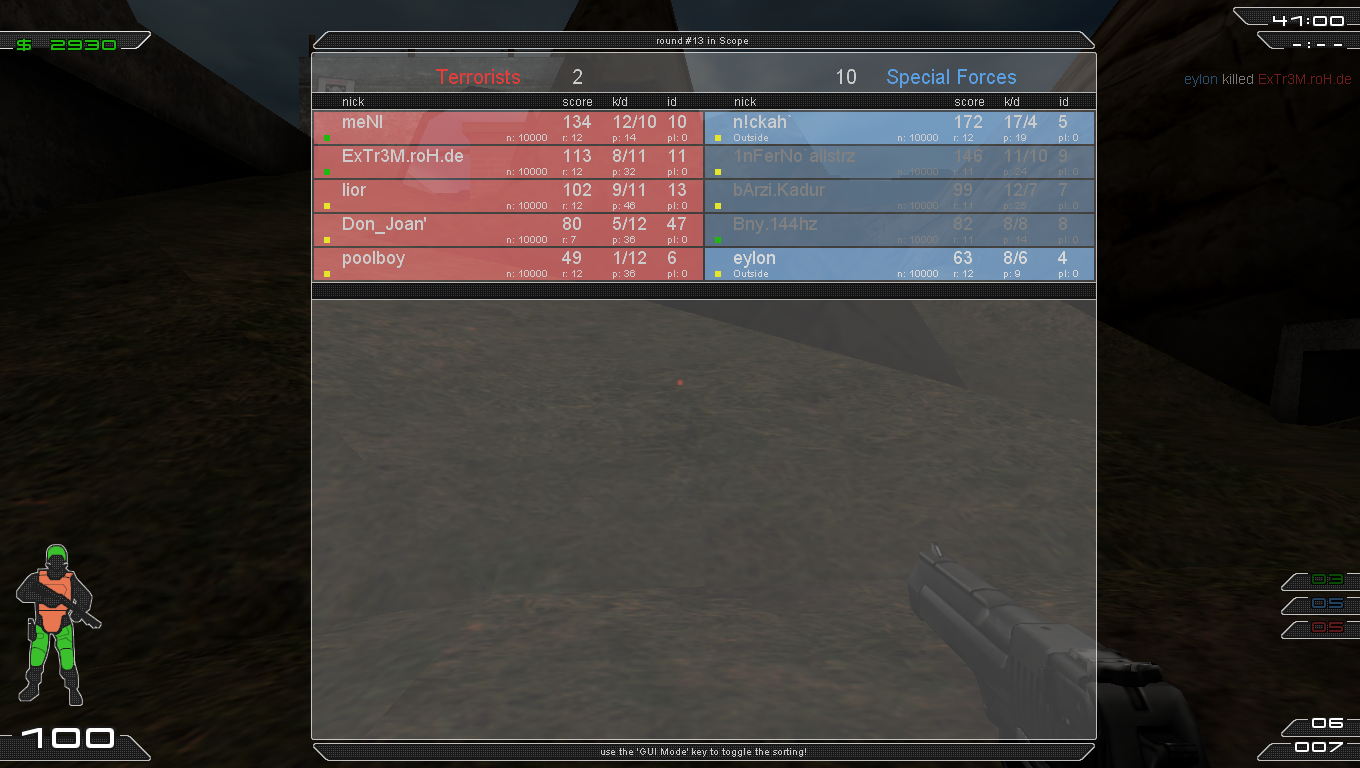 $ 2930
round #13 in Scope
47:00
-:--
Terrorists 2
10 Special Forces
eylon killed ExTr3M.roH.de
nick score k/d id
nick score k/d id
meNI 134 12/10 10
n: 10000 r: 12 p: 14 pl: 0
n!ckah` 172 17/4 5
Outside n: 10000 r: 12 p: 19 pl: 0
ExTr3M.roH.de 113 8/11 11
n: 10000 r: 12 p: 32 pl: 0
1nFerNo allstrz 146 11/10 9
p: 10000 r: 11 p: 24 pl: 0
lior 102 9/11 13
n: 10000 r: 12 p: 46 pl: 0
bArzi.Kadur 99 12/7 7
n: 10000 r: 11 pl: 0
Don_Joan' 80 5/12 47
n: 10000 r: 7 p: 36 pl: 0
Bny.144hz 82 8/8 8
n: 10000 r: 11 p: 14 pl: 0
poolboy 49 1/12 6
n: 10000 r: 12 p: 36 pl: 0
eylon 63 8/6 4
Outside n: 10000 r: 12 p: 9 pl: 0
03
05
05
100
06
007
use the 'GUI Mode' key to toggle the sorting!